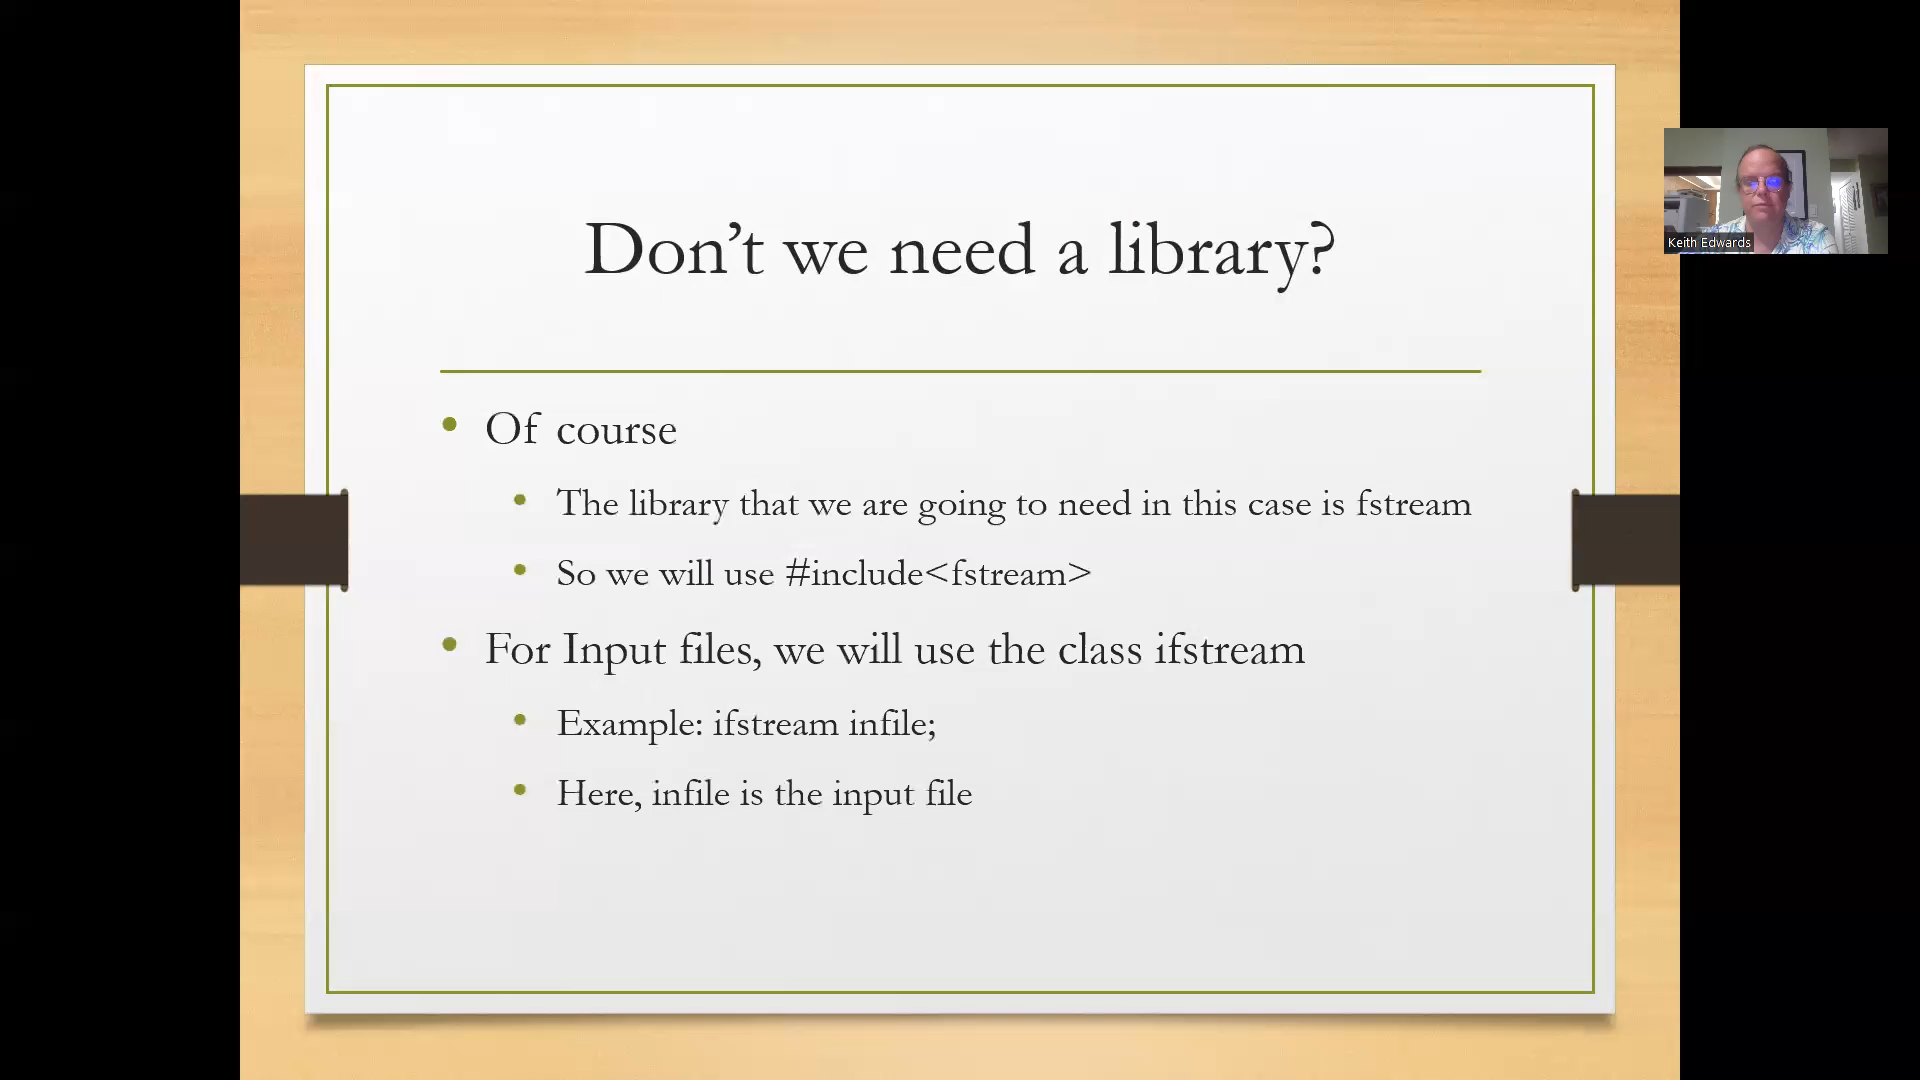 Don’t we need a library?
• Of course
• The library that we are going to need in this case is fstream
• So we will use #include<fstream>
• For Input files, we will use the class ifstream
• Example: ifstream infile;
• Here, infile is the input file
Keith Edwards